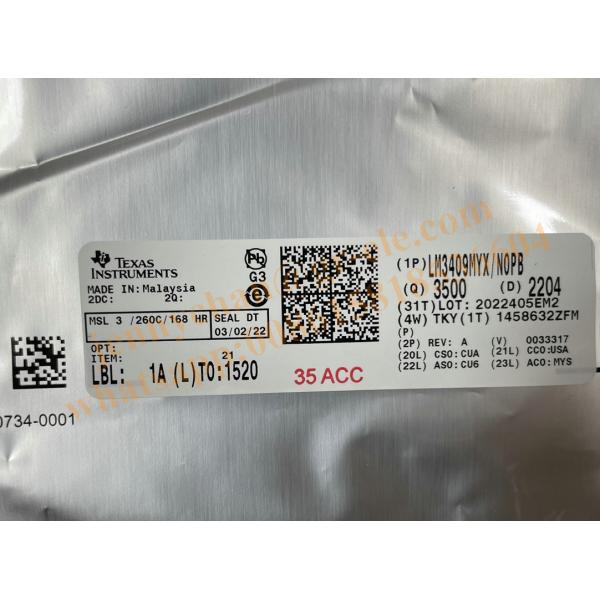 TEXAS
INSTRUMENTS
MADE IN: Malaysia
2DC: 2Q:
G3
MSL 3 /260C/168 HR SEAL DT
03/02/22
OPT:
ITEM: 21
LBL: 1A (L)TO:1520
35 ACC
(1P) LM3409MYX/NOPB
(Q) 3500 (D) 2204
(31T)LOT: 2022405EM2
(4W) TKY(1T) 1458632ZFM
(P)
(2P) REV: A (V) 0033317
(20L) CSO:CUA (21L) CCO:USA
(22L) ASO:CU6 (23L) ACO:MYS
0734-0001
Pb
e